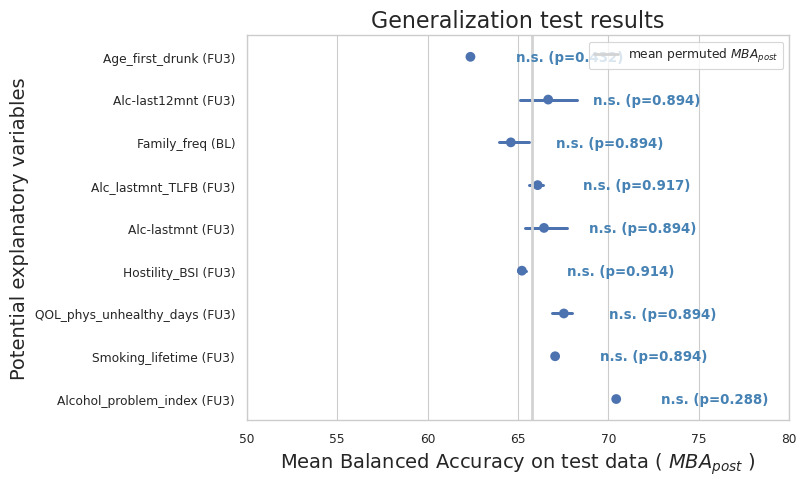 Generalization test results
mean permuted MBA_post
Potential explanatory variables
Age_first_drunk (FU3) n.s. (p=0.432)
Alc-last12mnt (FU3) n.s. (p=0.894)
Family_freq (BL) n.s. (p=0.894)
Alc_lastmnt_TLFB (FU3) n.s. (p=0.917)
Alc-lastmnt (FU3) n.s. (p=0.894)
Hostility_BSI (FU3) n.s. (p=0.914)
QOL_phys_unhealthy_days (FU3) n.s. (p=0.894)
Smoking_lifetime (FU3) n.s. (p=0.894)
Alcohol_problem_index (FU3) n.s. (p=0.288)
50 55 60 65 70 75 80
Mean Balanced Accuracy on test data ( MBA_post )